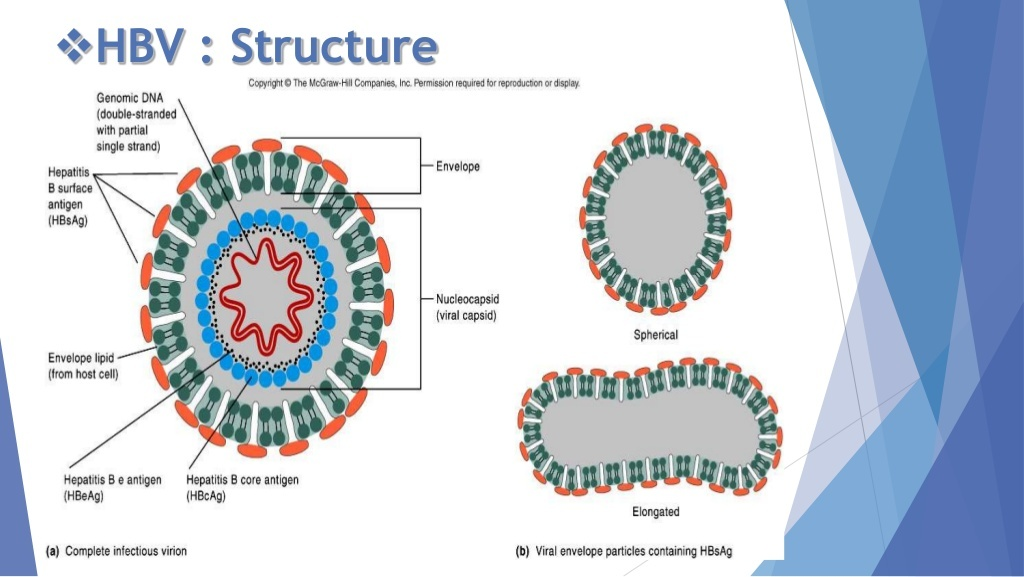 ❖HBV : Structure
Copyright © The McGraw-Hill Companies, Inc. Permission required for reproduction or display.
Genomic DNA
(double-stranded
with partial
single strand)
Hepatitis
B surface
antigen
(HBsAg)
Envelope
Nucleocapsid
(viral capsid)
Envelope lipid
(from host cell)
Hepatitis B e antigen
(HBeAg)
Hepatitis B core antigen
(HBcAg)
(a) Complete infectious virion
Spherical
Elongated
(b) Viral envelope particles containing HBsAg